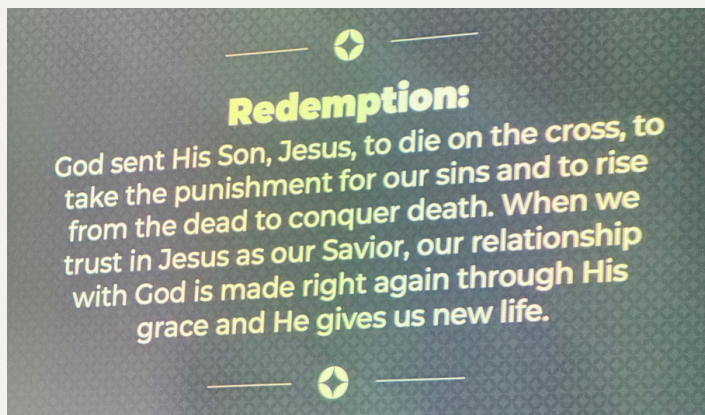 Redemption:
God sent His Son, Jesus, to die on the cross, to
take the punishment for our sins and to rise
from the dead to conquer death. When we
trust in Jesus as our Savior, our relationship
with God is made right again through His
grace and He gives us new life.